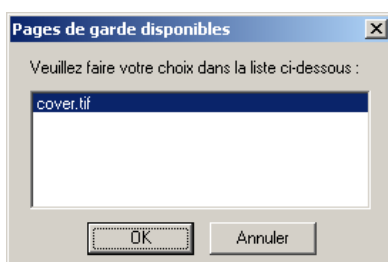 Pages de garde disponibles
Veuillez faire votre choix dans la liste ci-dessous :
cover.tif
OK
Annuler